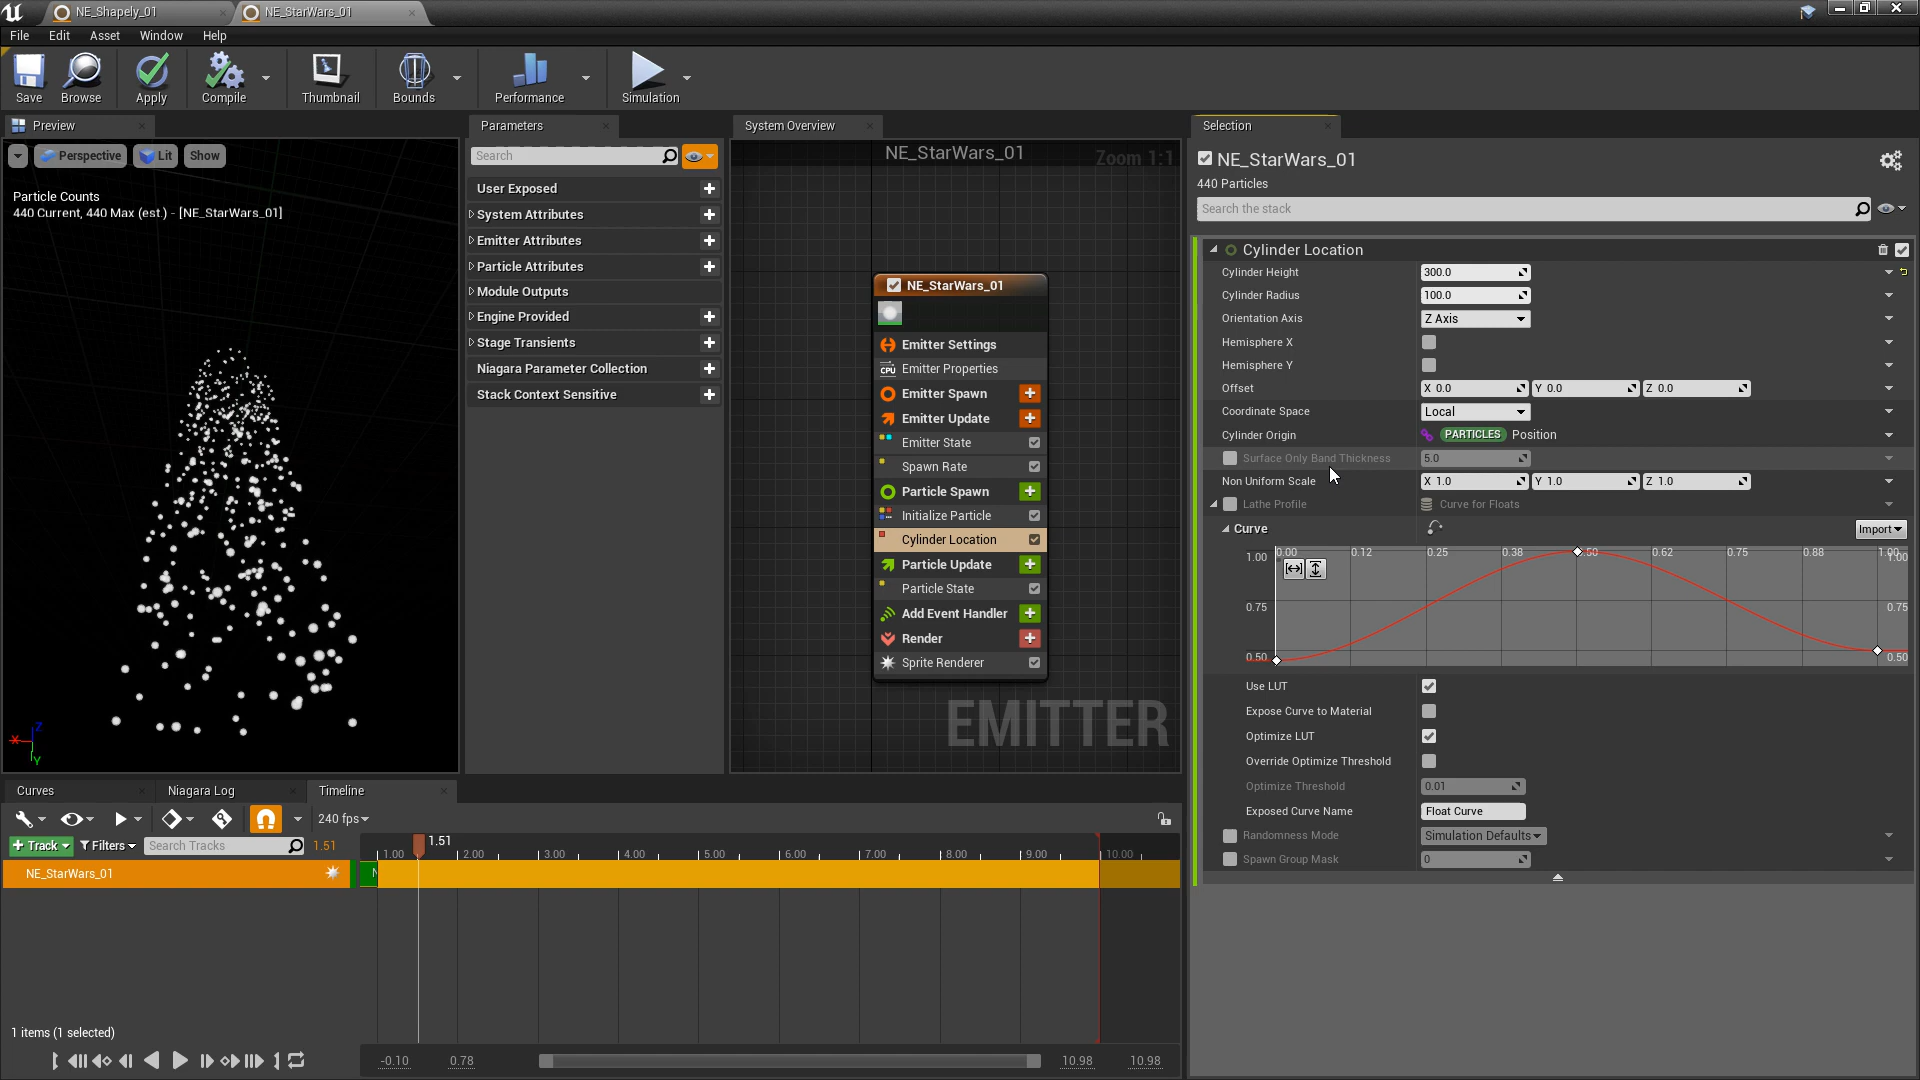 NE_Shapely_01
NE_StarWars_01
File Edit Asset Window Help
Save Browse Apply Compile Thumbnail Bounds Performance Simulation
Preview
Perspective Lit Show
Particle Counts
440 Current, 440 Max (est.) - [NE_StarWars_01]
X Z Y
Parameters
Search
User Exposed
System Attributes
Emitter Attributes
Particle Attributes
Module Outputs
Engine Provided
Stage Transients
Niagara Parameter Collection
Stack Context Sensitive
System Overview
NE_StarWars_01
Zoom 1:1
NE_StarWars_01
Emitter Settings
CPU Emitter Properties
Emitter Spawn
Emitter Update
Emitter State
Spawn Rate
Particle Spawn
Initialize Particle
Cylinder Location
Particle Update
Particle State
Add Event Handler
Render
Sprite Renderer
EMITTER
Selection
NE_StarWars_01
440 Particles
Search the stack
Cylinder Location
Cylinder Height 300.0
Cylinder Radius 100.0
Orientation Axis Z Axis
Hemisphere X
Hemisphere Y
Offset X 0.0 Y 0.0 Z 0.0
Coordinate Space Local
Cylinder Origin PARTICLES Position
Surface Only Band Thickness 5.0
Non Uniform Scale X 1.0 Y 1.0 Z 1.0
Lathe Profile Curve for Floats
Curve Import
0.00 0.12 0.25 0.38 .50 0.62 0.75 0.88 1.00
1.00 1.00
0.75 0.75
0.50 0.50
Use LUT
Expose Curve to Material
Optimize LUT
Override Optimize Threshold
Optimize Threshold 0.01
Exposed Curve Name Float Curve
Randomness Mode Simulation Defaults
Spawn Group Mask 0
Curves Niagara Log Timeline
240 fps
+ Track Filters Search Tracks 1.51
1.51
1.00 2.00 3.00 4.00 5.00 6.00 7.00 8.00 9.00 10.00
NE_StarWars_01 N
1 items (1 selected)
-0.10 0.78 10.98 10.98